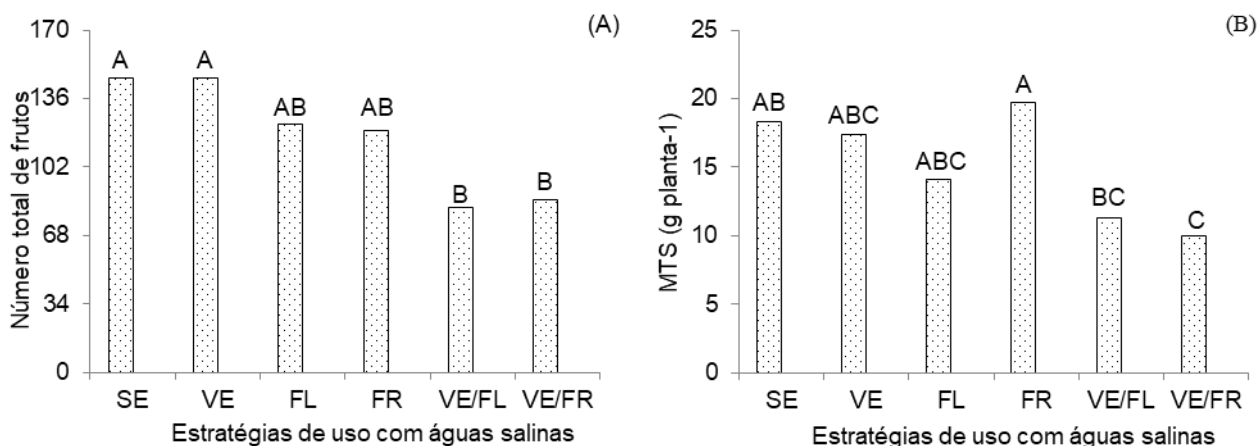 (A)
Número total de frutos
170
136
102
68
34
0
A A AB AB B B
SE VE FL FR VE/FL VE/FR
Estratégias de uso com águas salinas
(B)
MTS (g planta-1)
25
20
15
10
5
0
AB ABC ABC A BC C
SE VE FL FR VE/FL VE/FR
Estratégias de uso com águas salinas